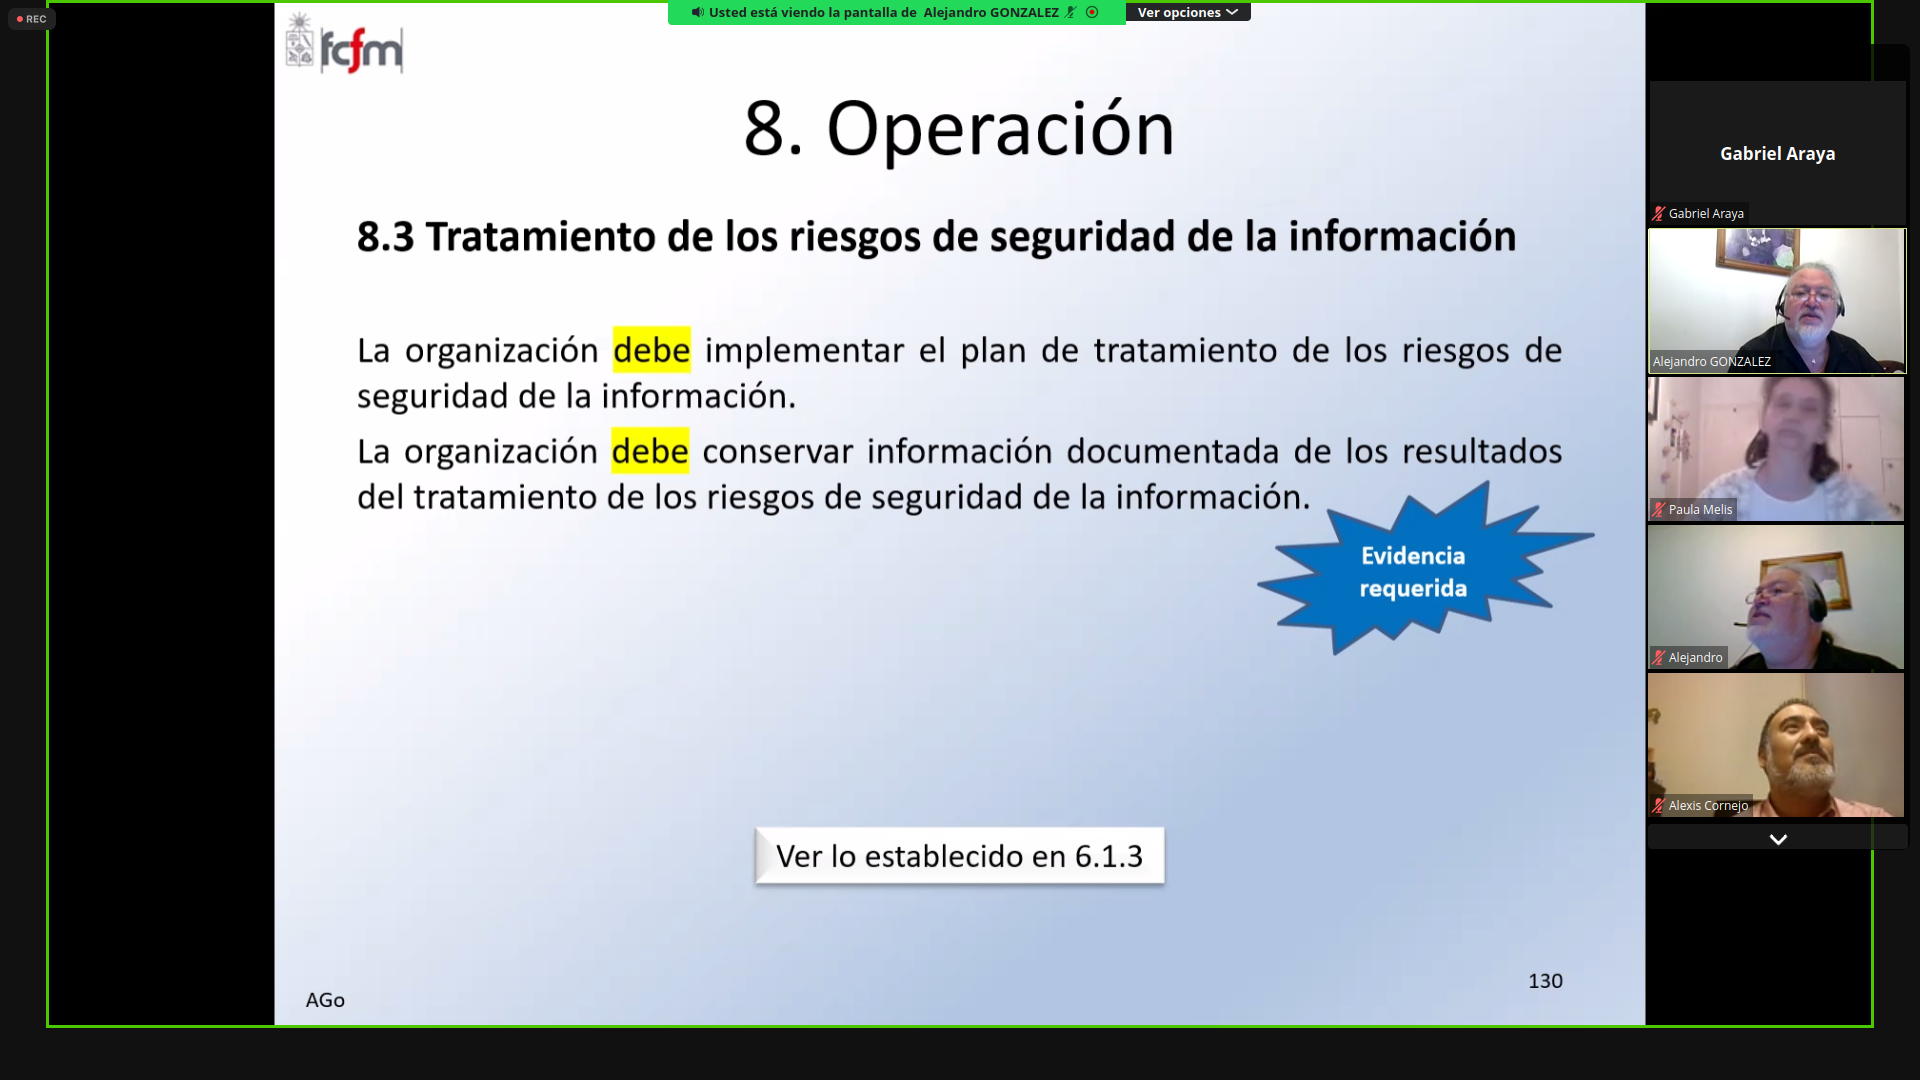 REC
Usted está viendo la pantalla de Alejandro GONZALEZ
Ver opciones
fcfm
8. Operación
8.3 Tratamiento de los riesgos de seguridad de la información
La organización debe implementar el plan de tratamiento de los riesgos de
seguridad de la información.
La organización debe conservar información documentada de los resultados
del tratamiento de los riesgos de seguridad de la información.
Evidencia
requerida
Ver lo establecido en 6.1.3
AGo
130
Gabriel Araya
Gabriel Araya
Alejandro GONZALEZ
Paula Melis
Alejandro
Alexis Cornejo